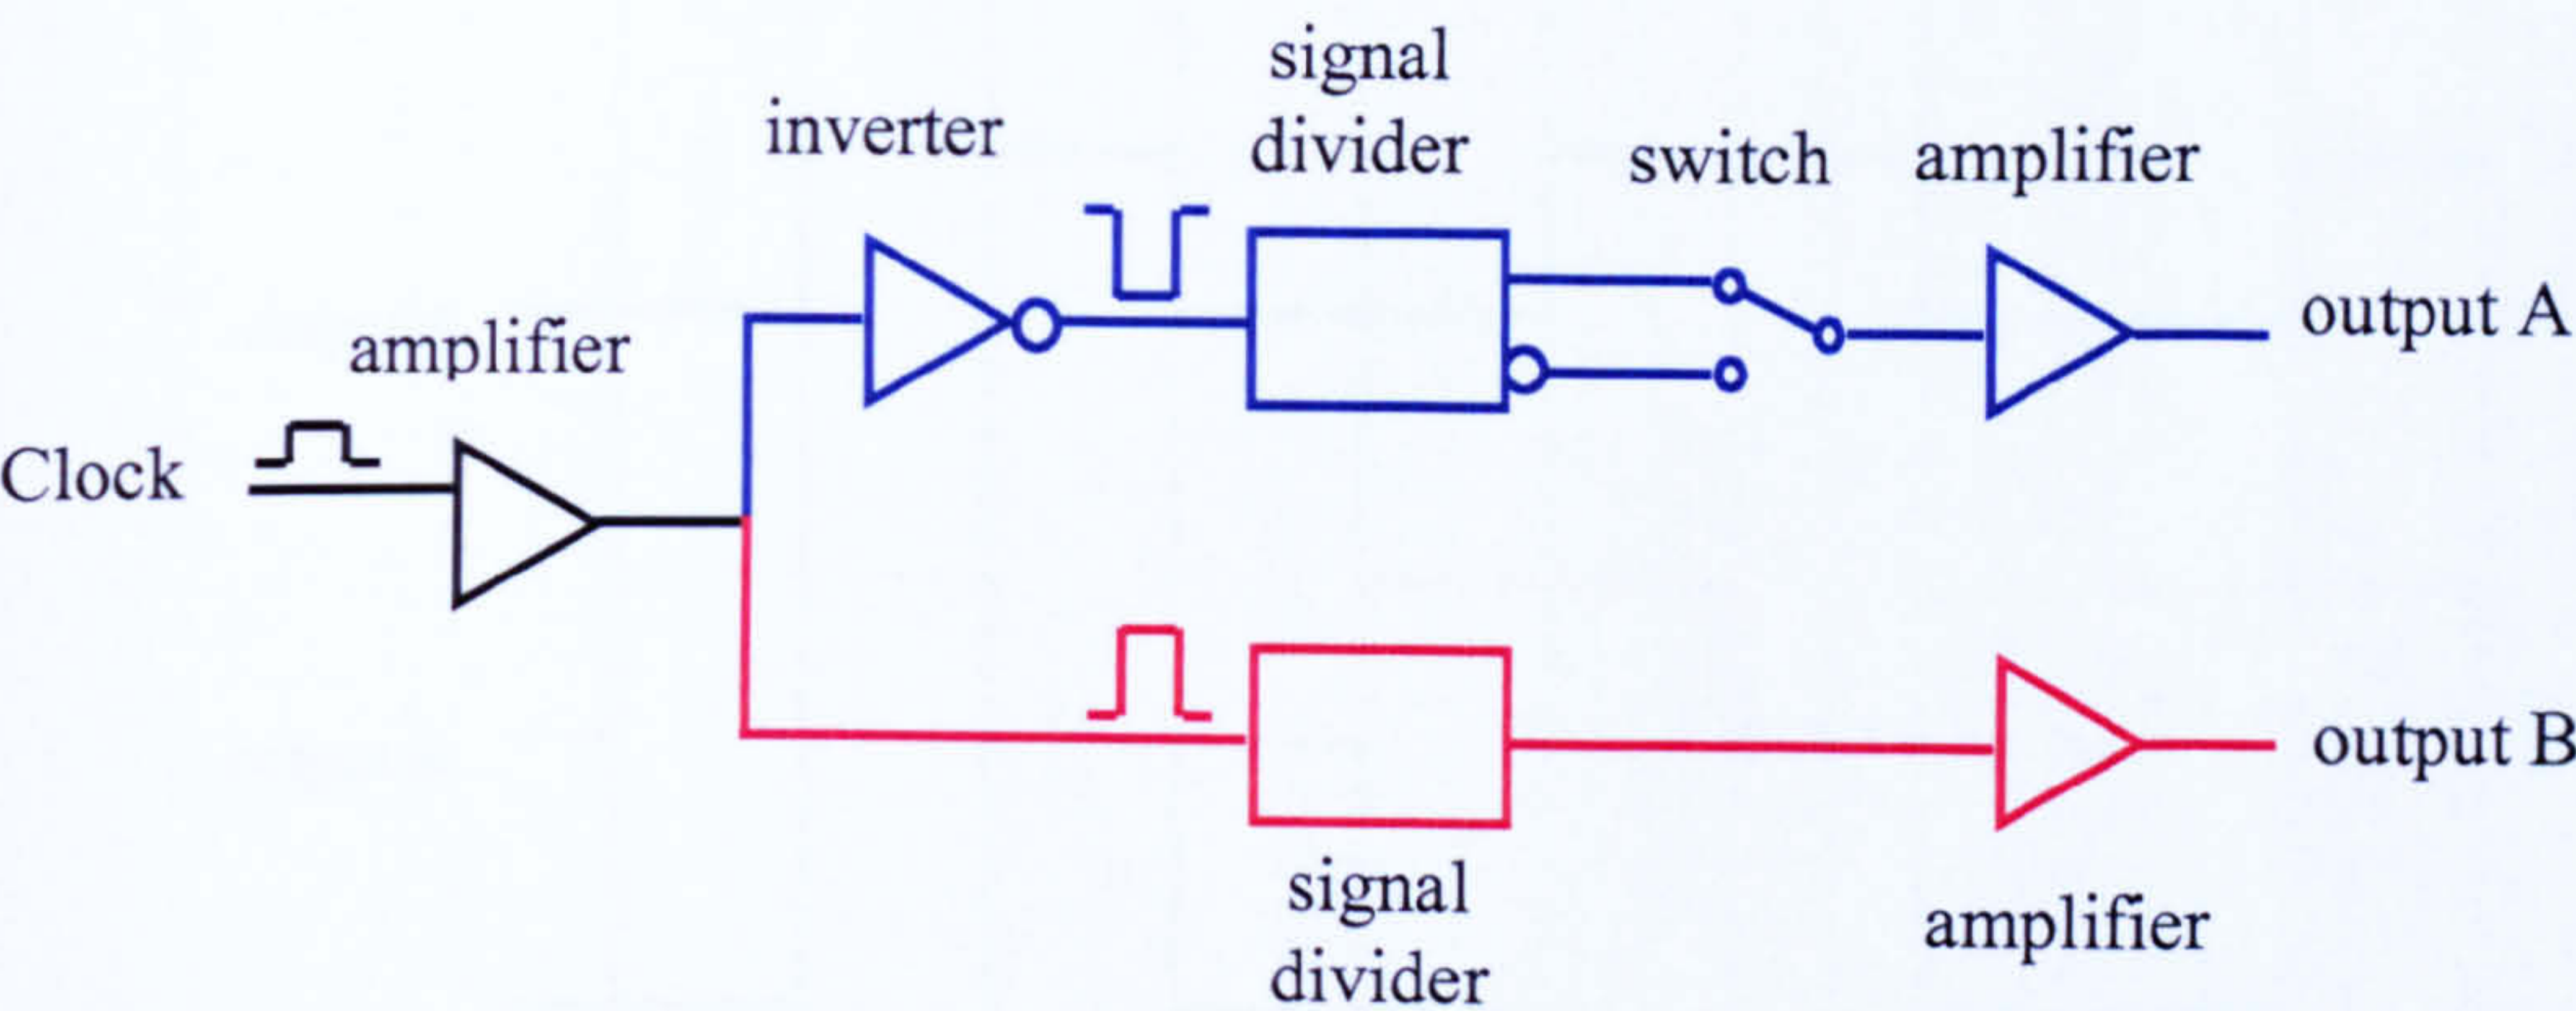 signal
divider
inverter
switch
amplifier
output A
amplifier
Clock
output B
signal
divider
amplifier